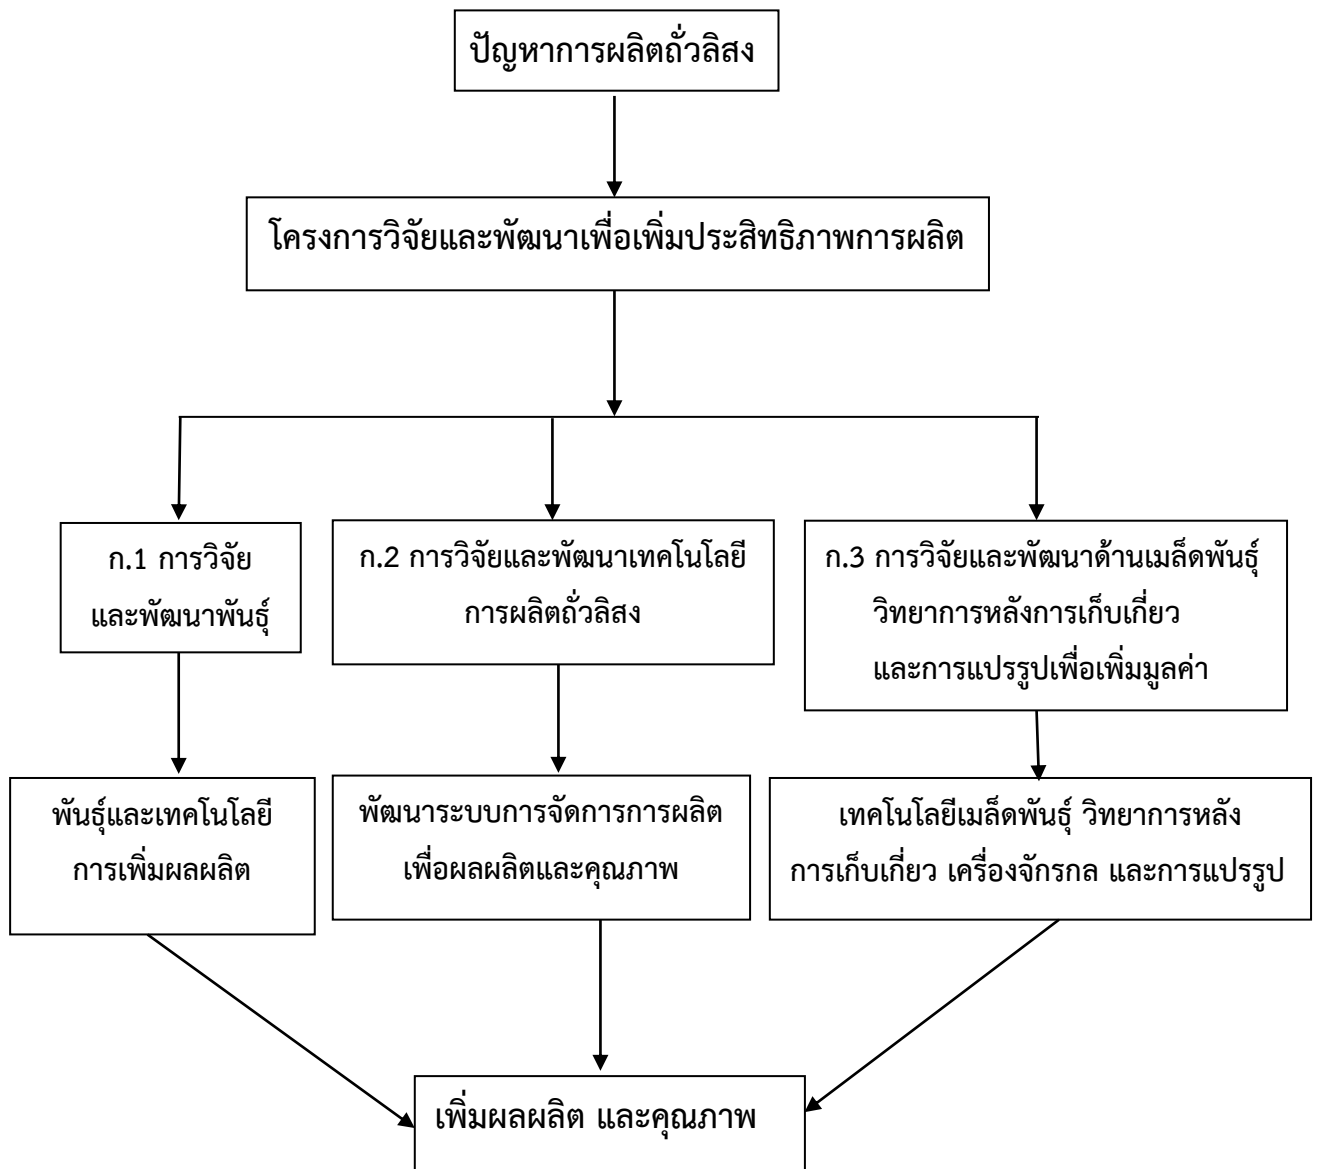 ปัญหาการผลิตถั่วลิสง
โครงการวิจัยและพัฒนาเพื่อเพิ่มประสิทธิภาพการผลิต
ก.1 การวิจัย
และพัฒนาพันธุ์
ก.2 การวิจัยและพัฒนาเทคโนโลยี
การผลิตถั่วลิสง
ก.3 การวิจัยและพัฒนาด้านเมล็ดพันธุ์
วิทยาการหลังการเก็บเกี่ยว
และการแปรรูปเพื่อเพิ่มมูลค่า
พันธุ์และเทคโนโลยี
การเพิ่มผลผลิต
พัฒนาระบบการจัดการการผลิต
เพื่อผลผลิตและคุณภาพ
เทคโนโลยีเมล็ดพันธุ์ วิทยาการหลัง
การเก็บเกี่ยว เครื่องจักรกล และการแปรรูป
เพิ่มผลผลิต และคุณภาพ